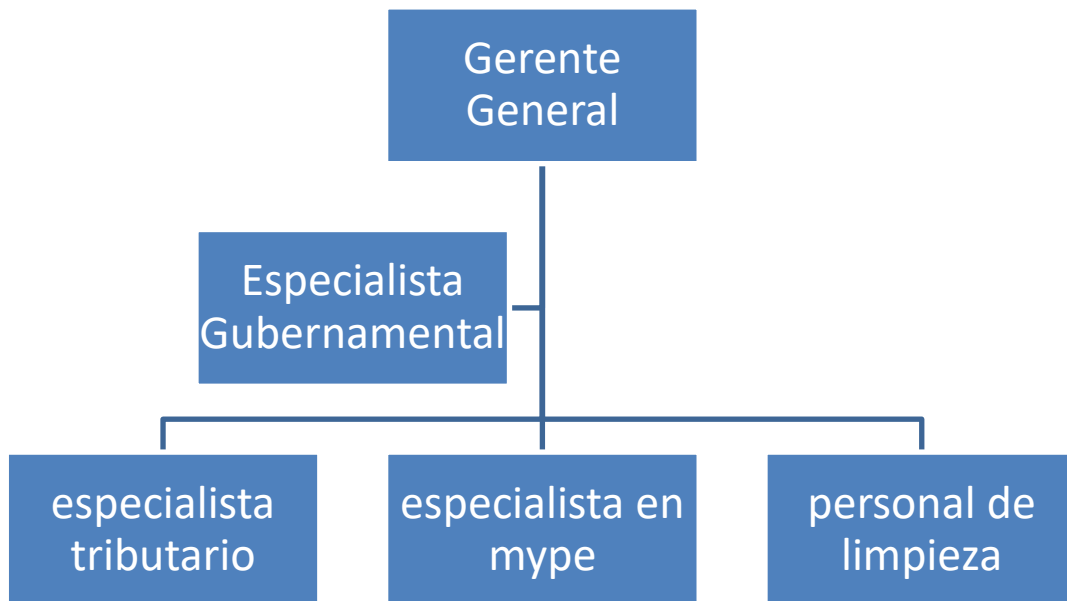 Gerente
General
Especialista
Gubernamental
especialista
tributario
especialista en
mype
personal de
limpieza